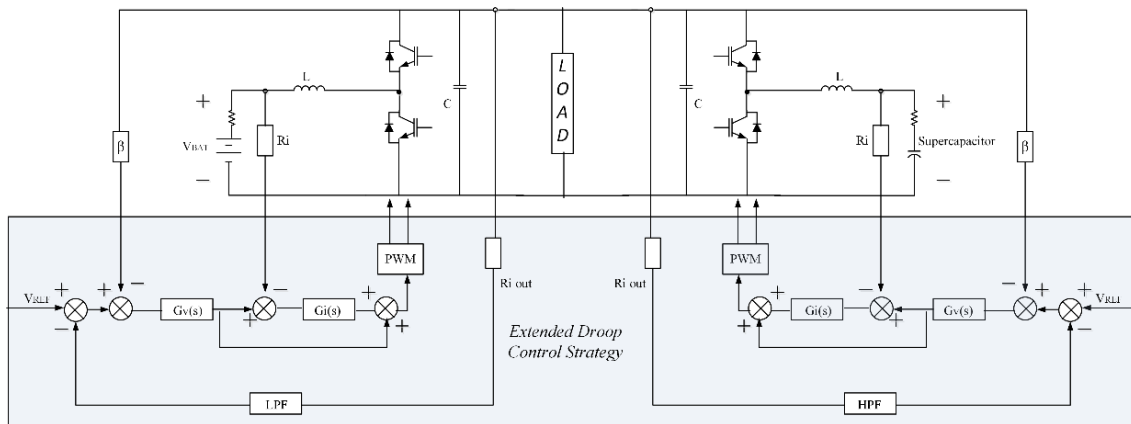 L
C
L
O
A
D
C
L
+
VBAT
−
β
Ri
Ri
+
Supercapacitor
−
β
PWM
Ri out
Ri out
PWM
VREF
+
−
+
−
Gv(s)
+
−
Gi(s)
+
+
Extended Droop
Control Strategy
+
+
Gi(s)
−
+
Gv(s)
−
+
+
−
VREF
LPF
HPF